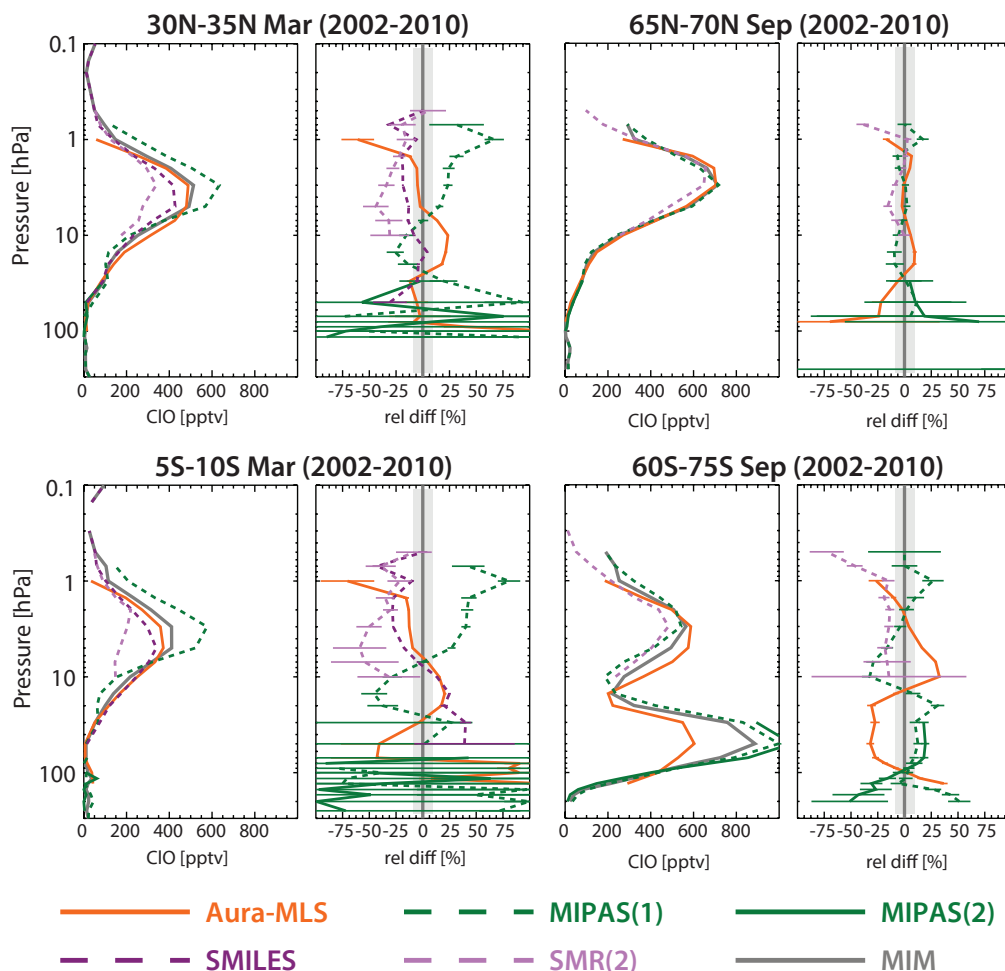 30N-35N Mar (2002-2010)
65N-70N Sep (2002-2010)
0.1
1
10
100
Pressure [hPa]
0 200 400 600 800
ClO [pptv]
-75 -50 -25 0 25 50 75
rel diff [%]
0 200 400 600 800
ClO [pptv]
-75 -50 -25 0 25 50 75
rel diff [%]
5S-10S Mar (2002-2010)
60S-75S Sep (2002-2010)
0.1
1
10
100
Pressure [hPa]
0 200 400 600 800
ClO [pptv]
-75 -50 -25 0 25 50 75
rel diff [%]
0 200 400 600 800
ClO [pptv]
-75 -50 -25 0 25 50 75
rel diff [%]
Aura-MLS MIPAS(1) MIPAS(2)
SMILES SMR(2) MIM